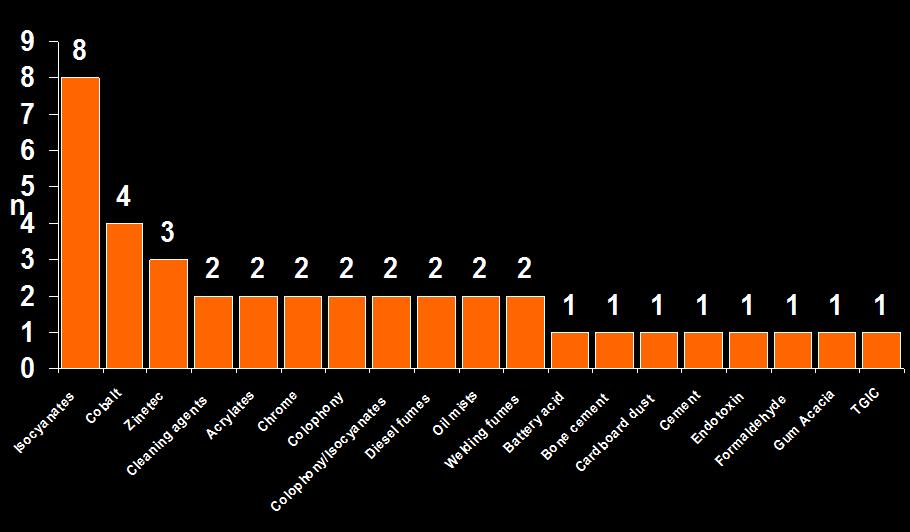 n
9
8
7
6
5
4
3
2
1
0
8
4
3
2
2
2
2
2
2
2
2
1
1
1
1
1
1
1
1
Isocyanates
Cobalt
Zinetec
Cleaning agents
Acrylates
Chrome
Colophony
Colophony/Isocyanates
Diesel fumes
Oil mists
Welding fumes
Battery acid
Bone cement
Cardboard dust
Cement
Endotoxin
Formaldehyde
Gum Acacia
TGIC